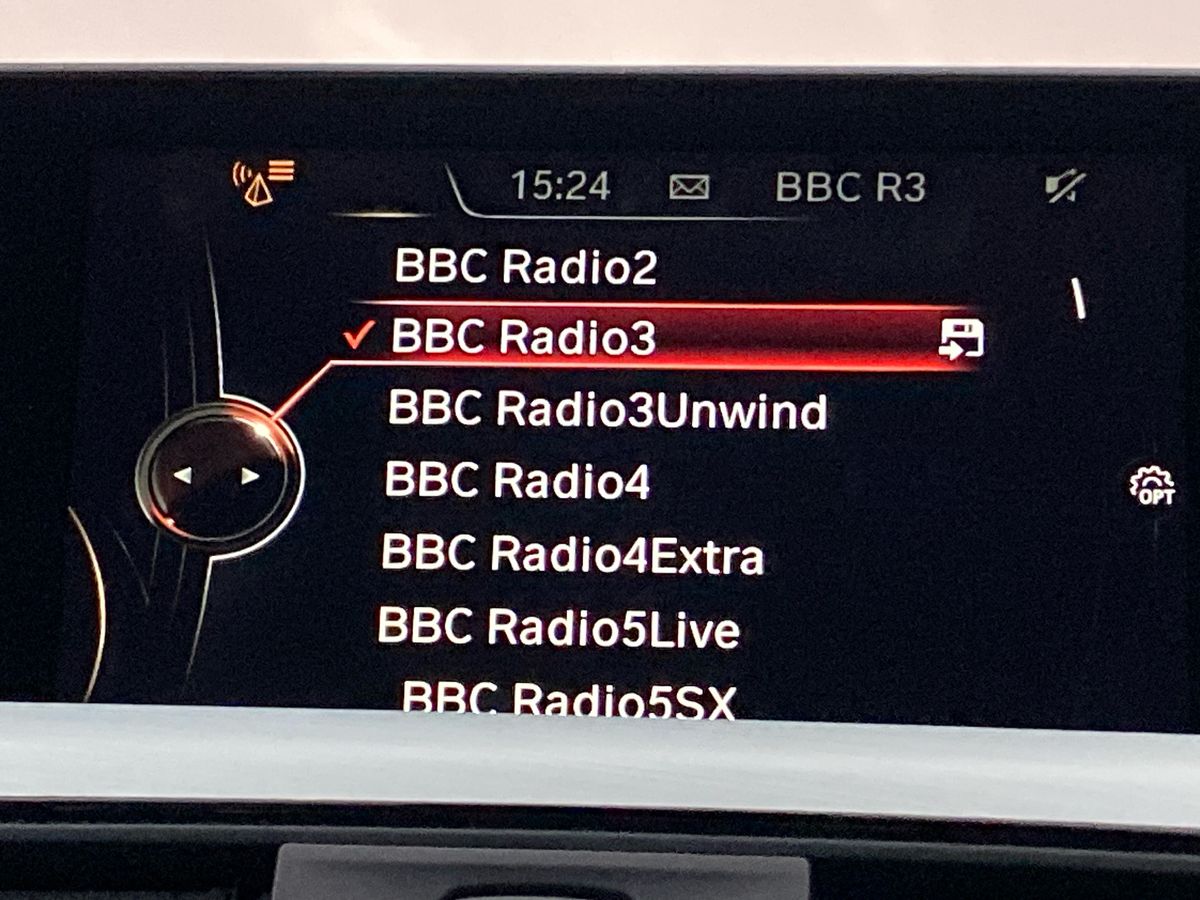 15:24 BBC R3
BBC Radio2
BBC Radio3
BBC Radio3Unwind
BBC Radio4
OPT
BBC Radio4Extra
BBC Radio5Live
BBC Radio5SX